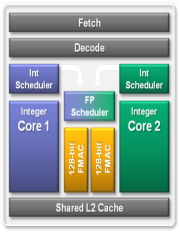 Fetch
Decode
Int
Scheduler
FP
Scheduler
Int
Scheduler
Integer
Core 1
128-bit
FMAC
128-bit
FMAC
Integer
Core 2
Shared L2 Cache